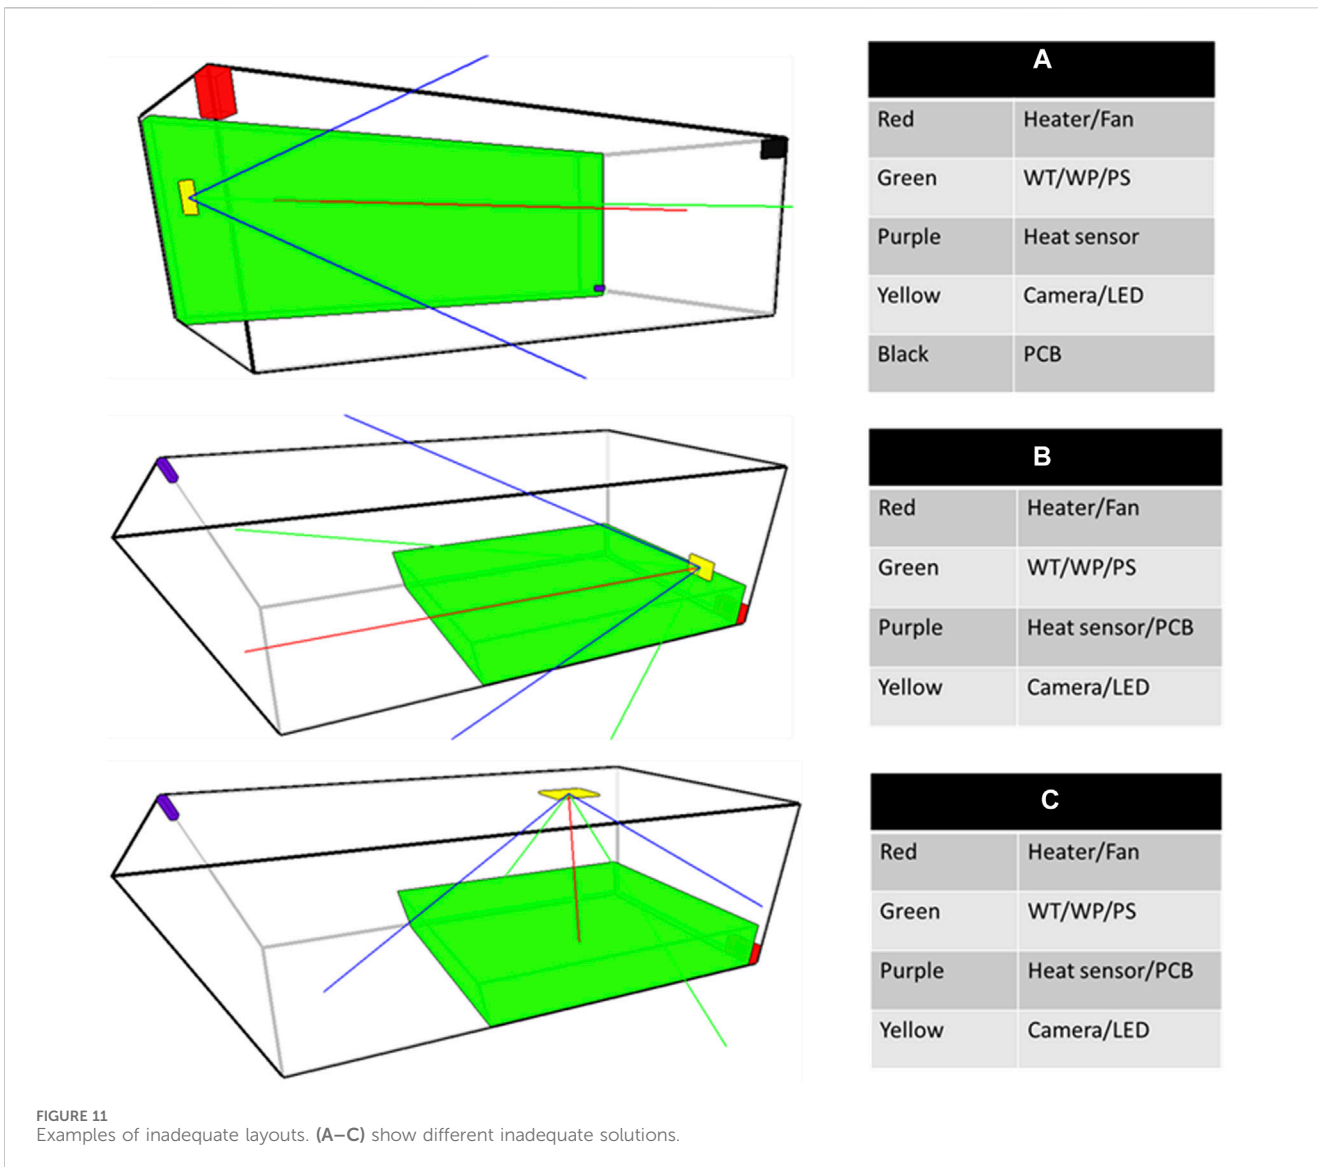 A
Red Heater/Fan
Green WT/WP/PS
Purple Heat sensor
Yellow Camera/LED
Black PCB
B
Red Heater/Fan
Green WT/WP/PS
Purple Heat sensor/PCB
Yellow Camera/LED
C
Red Heater/Fan
Green WT/WP/PS
Purple Heat sensor/PCB
Yellow Camera/LED
FIGURE 11
Examples of inadequate layouts. (A–C) show different inadequate solutions.